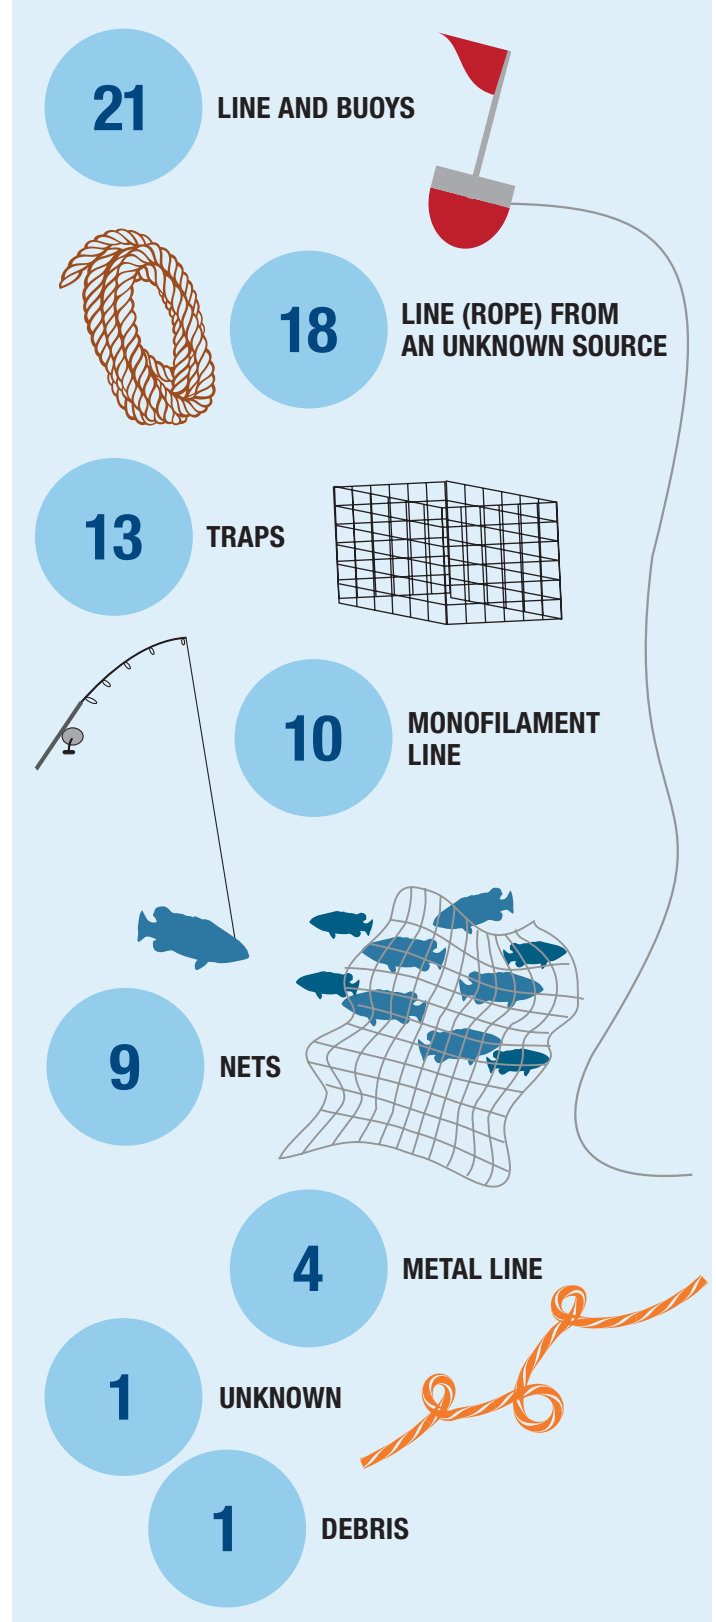 21
LINE AND BUOYS
18
LINE (ROPE) FROM
AN UNKNOWN SOURCE
13
TRAPS
10
MONOFILAMENT
LINE
9
NETS
4
METAL LINE
1
UNKNOWN
1
DEBRIS